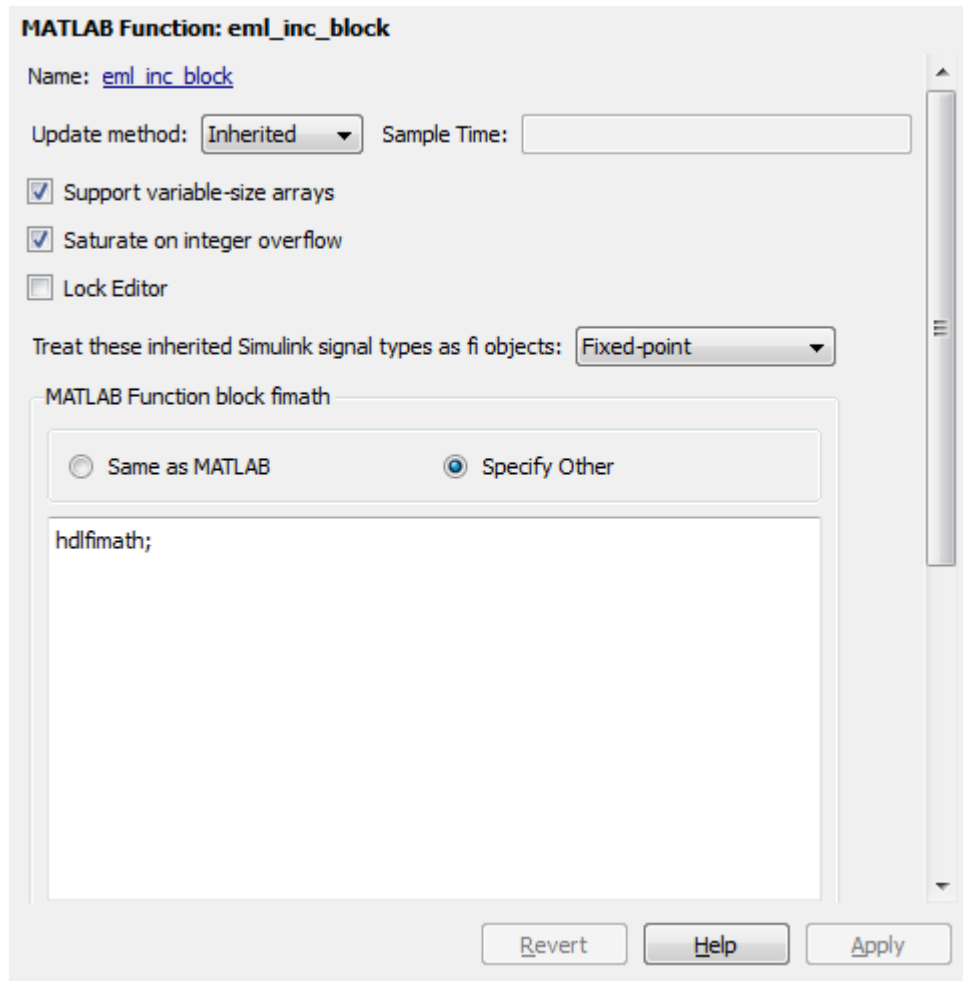 MATLAB Function: eml_inc_block
Name: eml_inc_block
Update method: Inherited Sample Time:
Support variable-size arrays
Saturate on integer overflow
Lock Editor
Treat these inherited Simulink signal types as fi objects: Fixed-point
MATLAB Function block fimath
Same as MATLAB Specify Other
hdlfimath;
Revert Help Apply